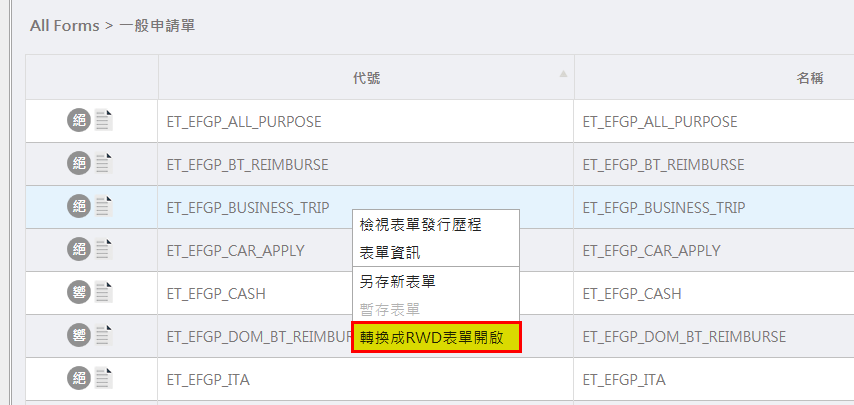 All Forms > 一般申請單
代號 名稱
絕 ET_EFGP_ALL_PURPOSE ET_EFGP_ALL_PURPOSE
絕 ET_EFGP_BT_REIMBURSE ET_EFGP_BT_REIMBURSE
絕 ET_EFGP_BUSINESS_TRIP ET_EFGP_BUSINESS_TRIP
檢視表單發行歷程
絕 ET_EFGP_CAR_APPLY ET_EFGP_CAR_APPLY
表單資訊
另存新表單
響 ET_EFGP_CASH ET_EFGP_CASH
暫存表單
響 ET_EFGP_DOM_BT_REIMBUR ET_EFGP_DOM_BT_REIMBURSE
轉換成RWD表單開啟
絕 ET_EFGP_ITA ET_EFGP_ITA